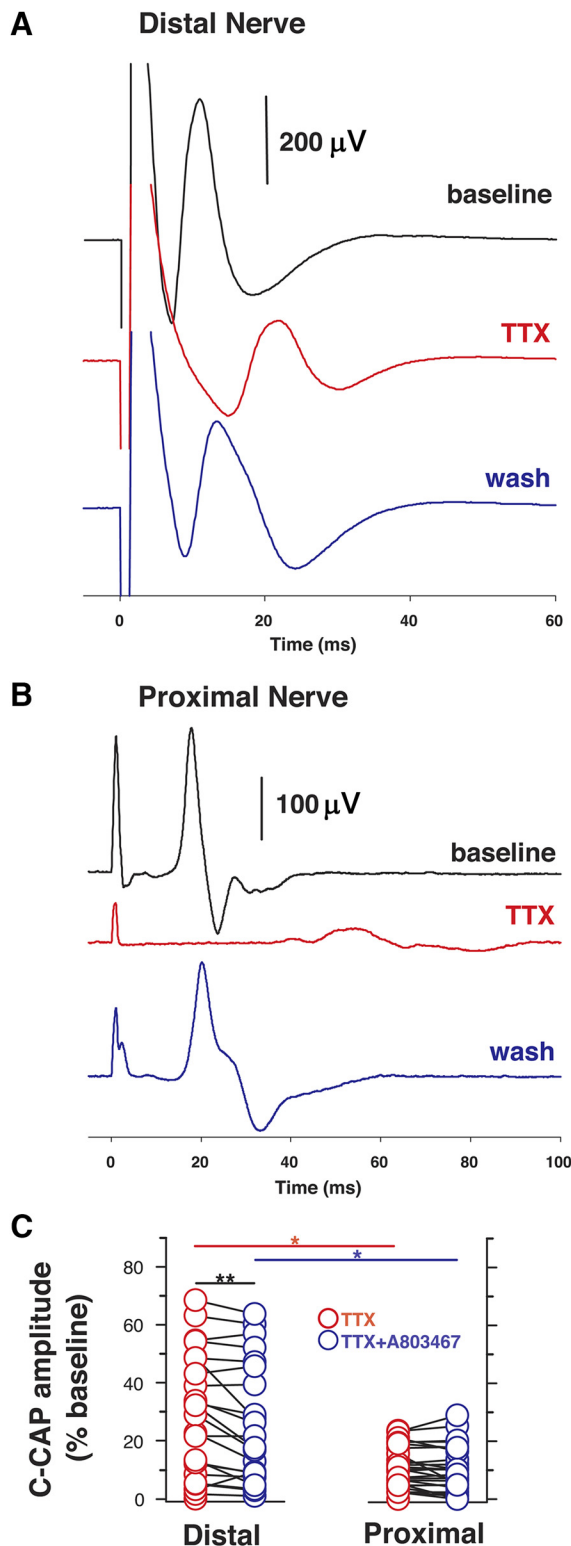 A
Distal Nerve
200 μV
baseline
TTX
wash
0 20 40 60
Time (ms)
B
Proximal Nerve
100 μV
baseline
TTX
wash
0 20 40 60 80 100
Time (ms)
C
C-CAP amplitude
(% baseline)
80
60
40
20
0
*
*
**
TTX
TTX+A803467
Distal Proximal